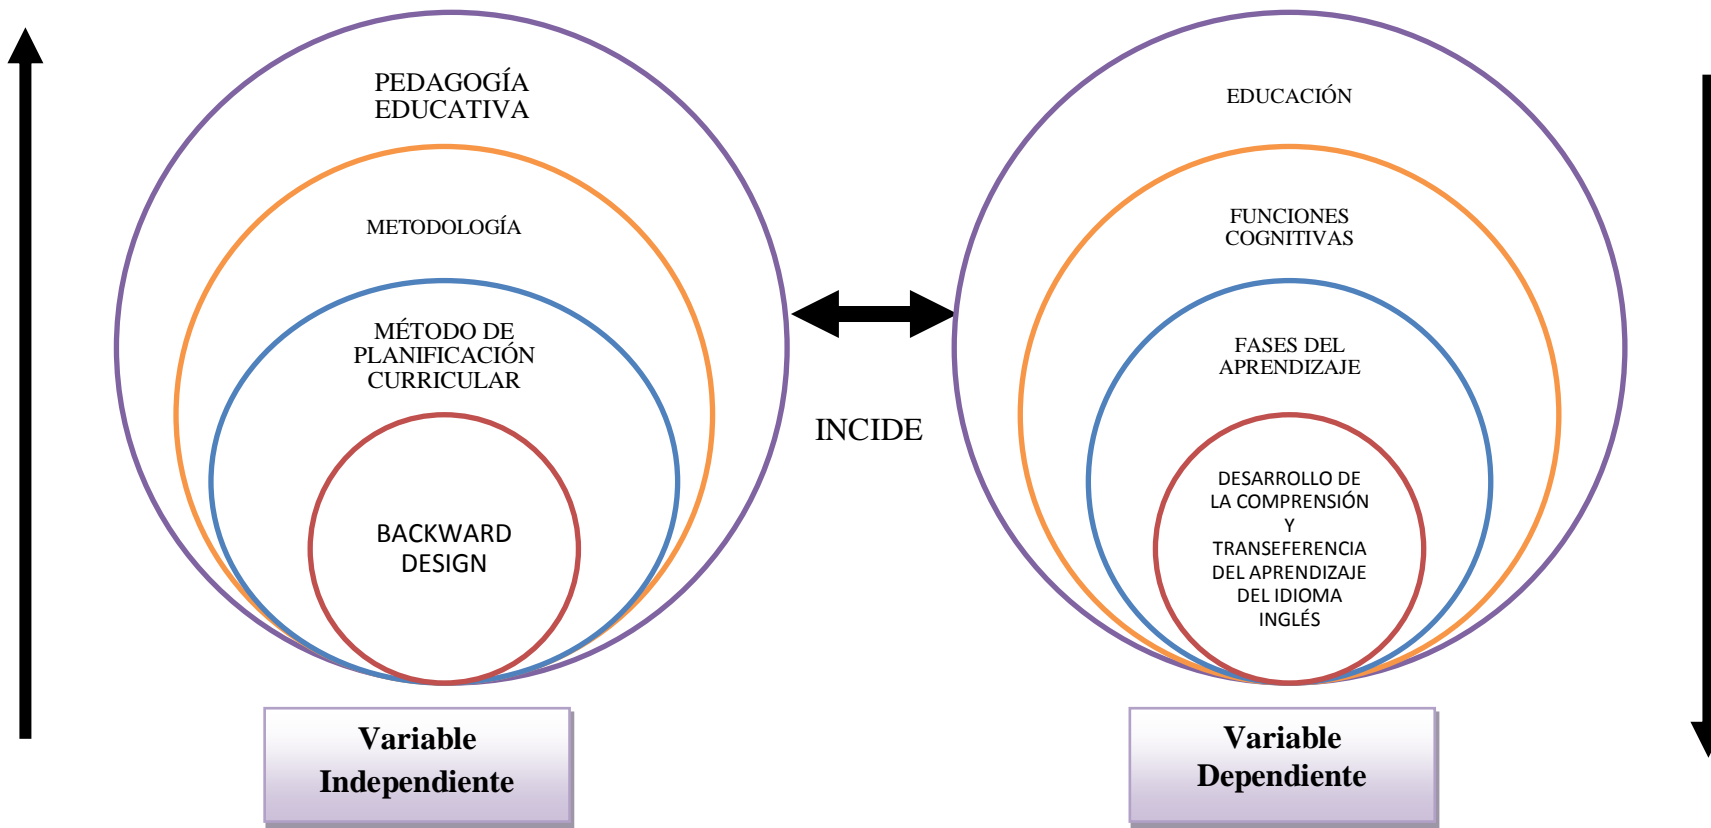 PEDAGOGÍA
EDUCATIVA
METODOLOGÍA
MÉTODO DE
PLANIFICACIÓN
CURRICULAR
BACKWARD
DESIGN
Variable
Independiente
INCIDE
EDUCACIÓN
FUNCIONES
COGNITIVAS
FASES DEL
APRENDIZAJE
DESARROLLO DE
LA COMPRENSIÓN
Y
TRANSEFERENCIA
DEL APRENDIZAJE
DEL IDIOMA
INGLÉS
Variable
Dependiente